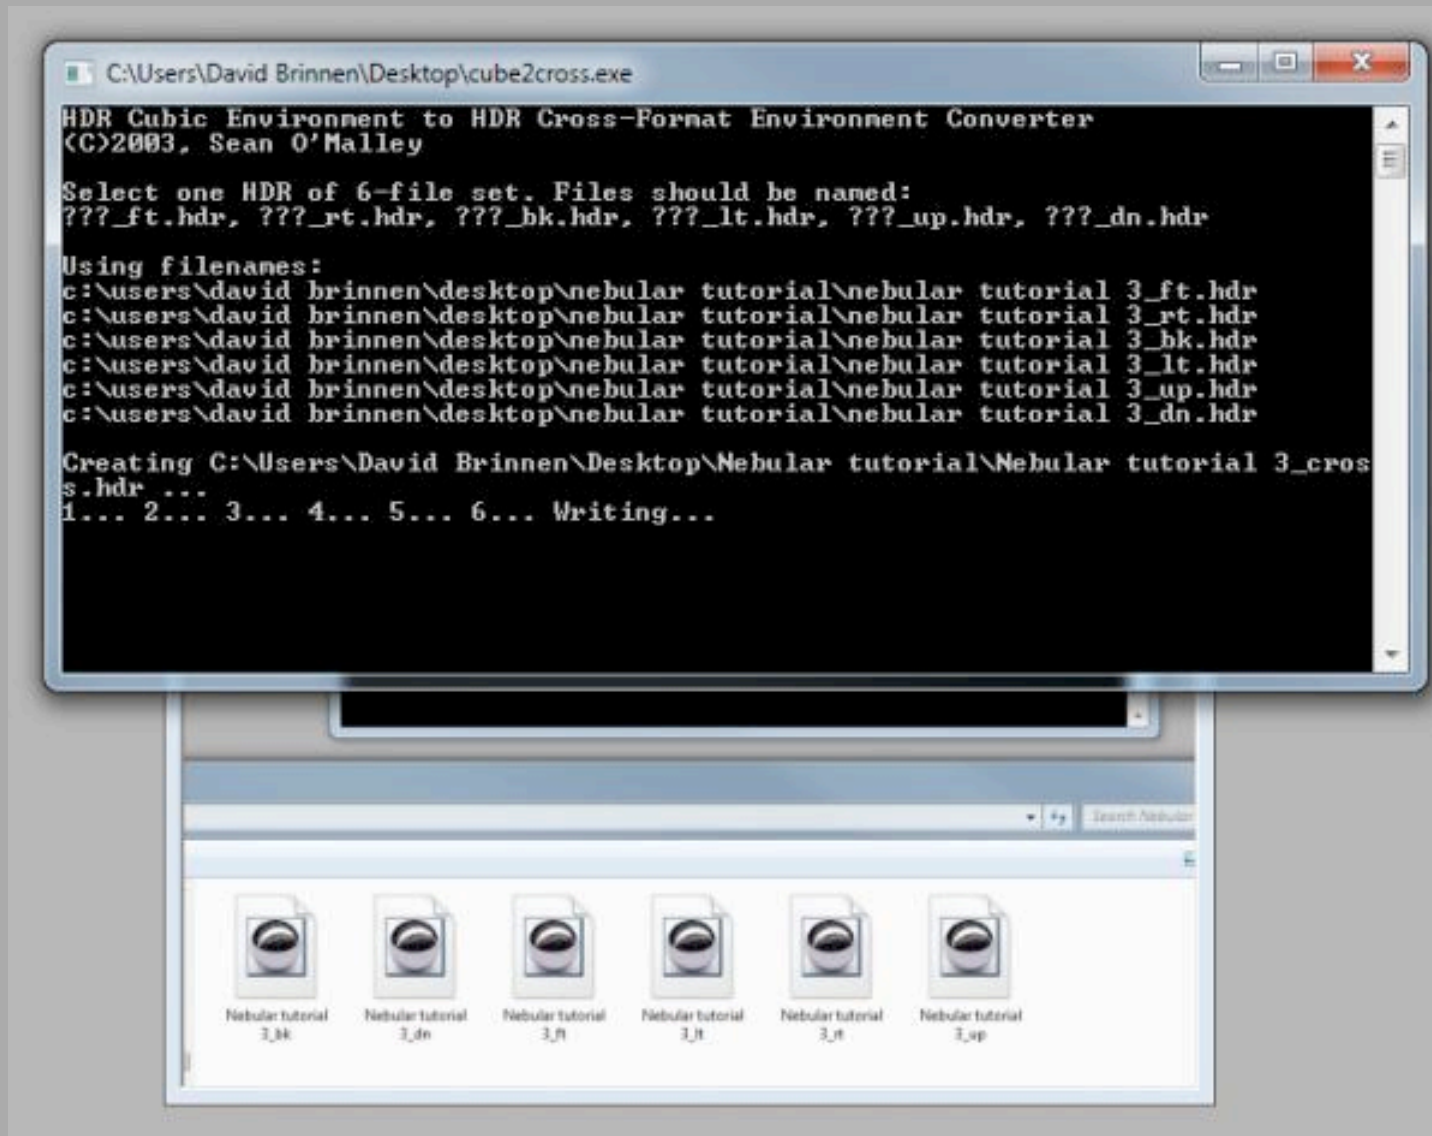 C:\Users\David Brinnen\Desktop\cube2cross.exe
HDR Cubic Environment to HDR Cross-Format Environment Converter
(C)2003, Sean O'Malley
Select one HDR of 6-file set. Files should be named:
???_ft.hdr, ???_rt.hdr, ???_bk.hdr, ???_lt.hdr, ???_up.hdr, ???_dn.hdr
Using filenames:
c:\users\david brinnen\desktop\nebular tutorial\nebular tutorial 3_ft.hdr
c:\users\david brinnen\desktop\nebular tutorial\nebular tutorial 3_rt.hdr
c:\users\david brinnen\desktop\nebular tutorial\nebular tutorial 3_bk.hdr
c:\users\david brinnen\desktop\nebular tutorial\nebular tutorial 3_lt.hdr
c:\users\david brinnen\desktop\nebular tutorial\nebular tutorial 3_up.hdr
c:\users\david brinnen\desktop\nebular tutorial\nebular tutorial 3_dn.hdr
Creating C:\Users\David Brinnen\Desktop\Nebular tutorial\Nebular tutorial 3_cros
s.hdr ...
1... 2... 3... 4... 5... 6... Writing...
Search Nebular
Nebular tutorial Nebular tutorial Nebular tutorial Nebular tutorial Nebular tutorial Nebular tutorial
3_bk 3_dn 3_ft 3_lt 3_rt 3_up